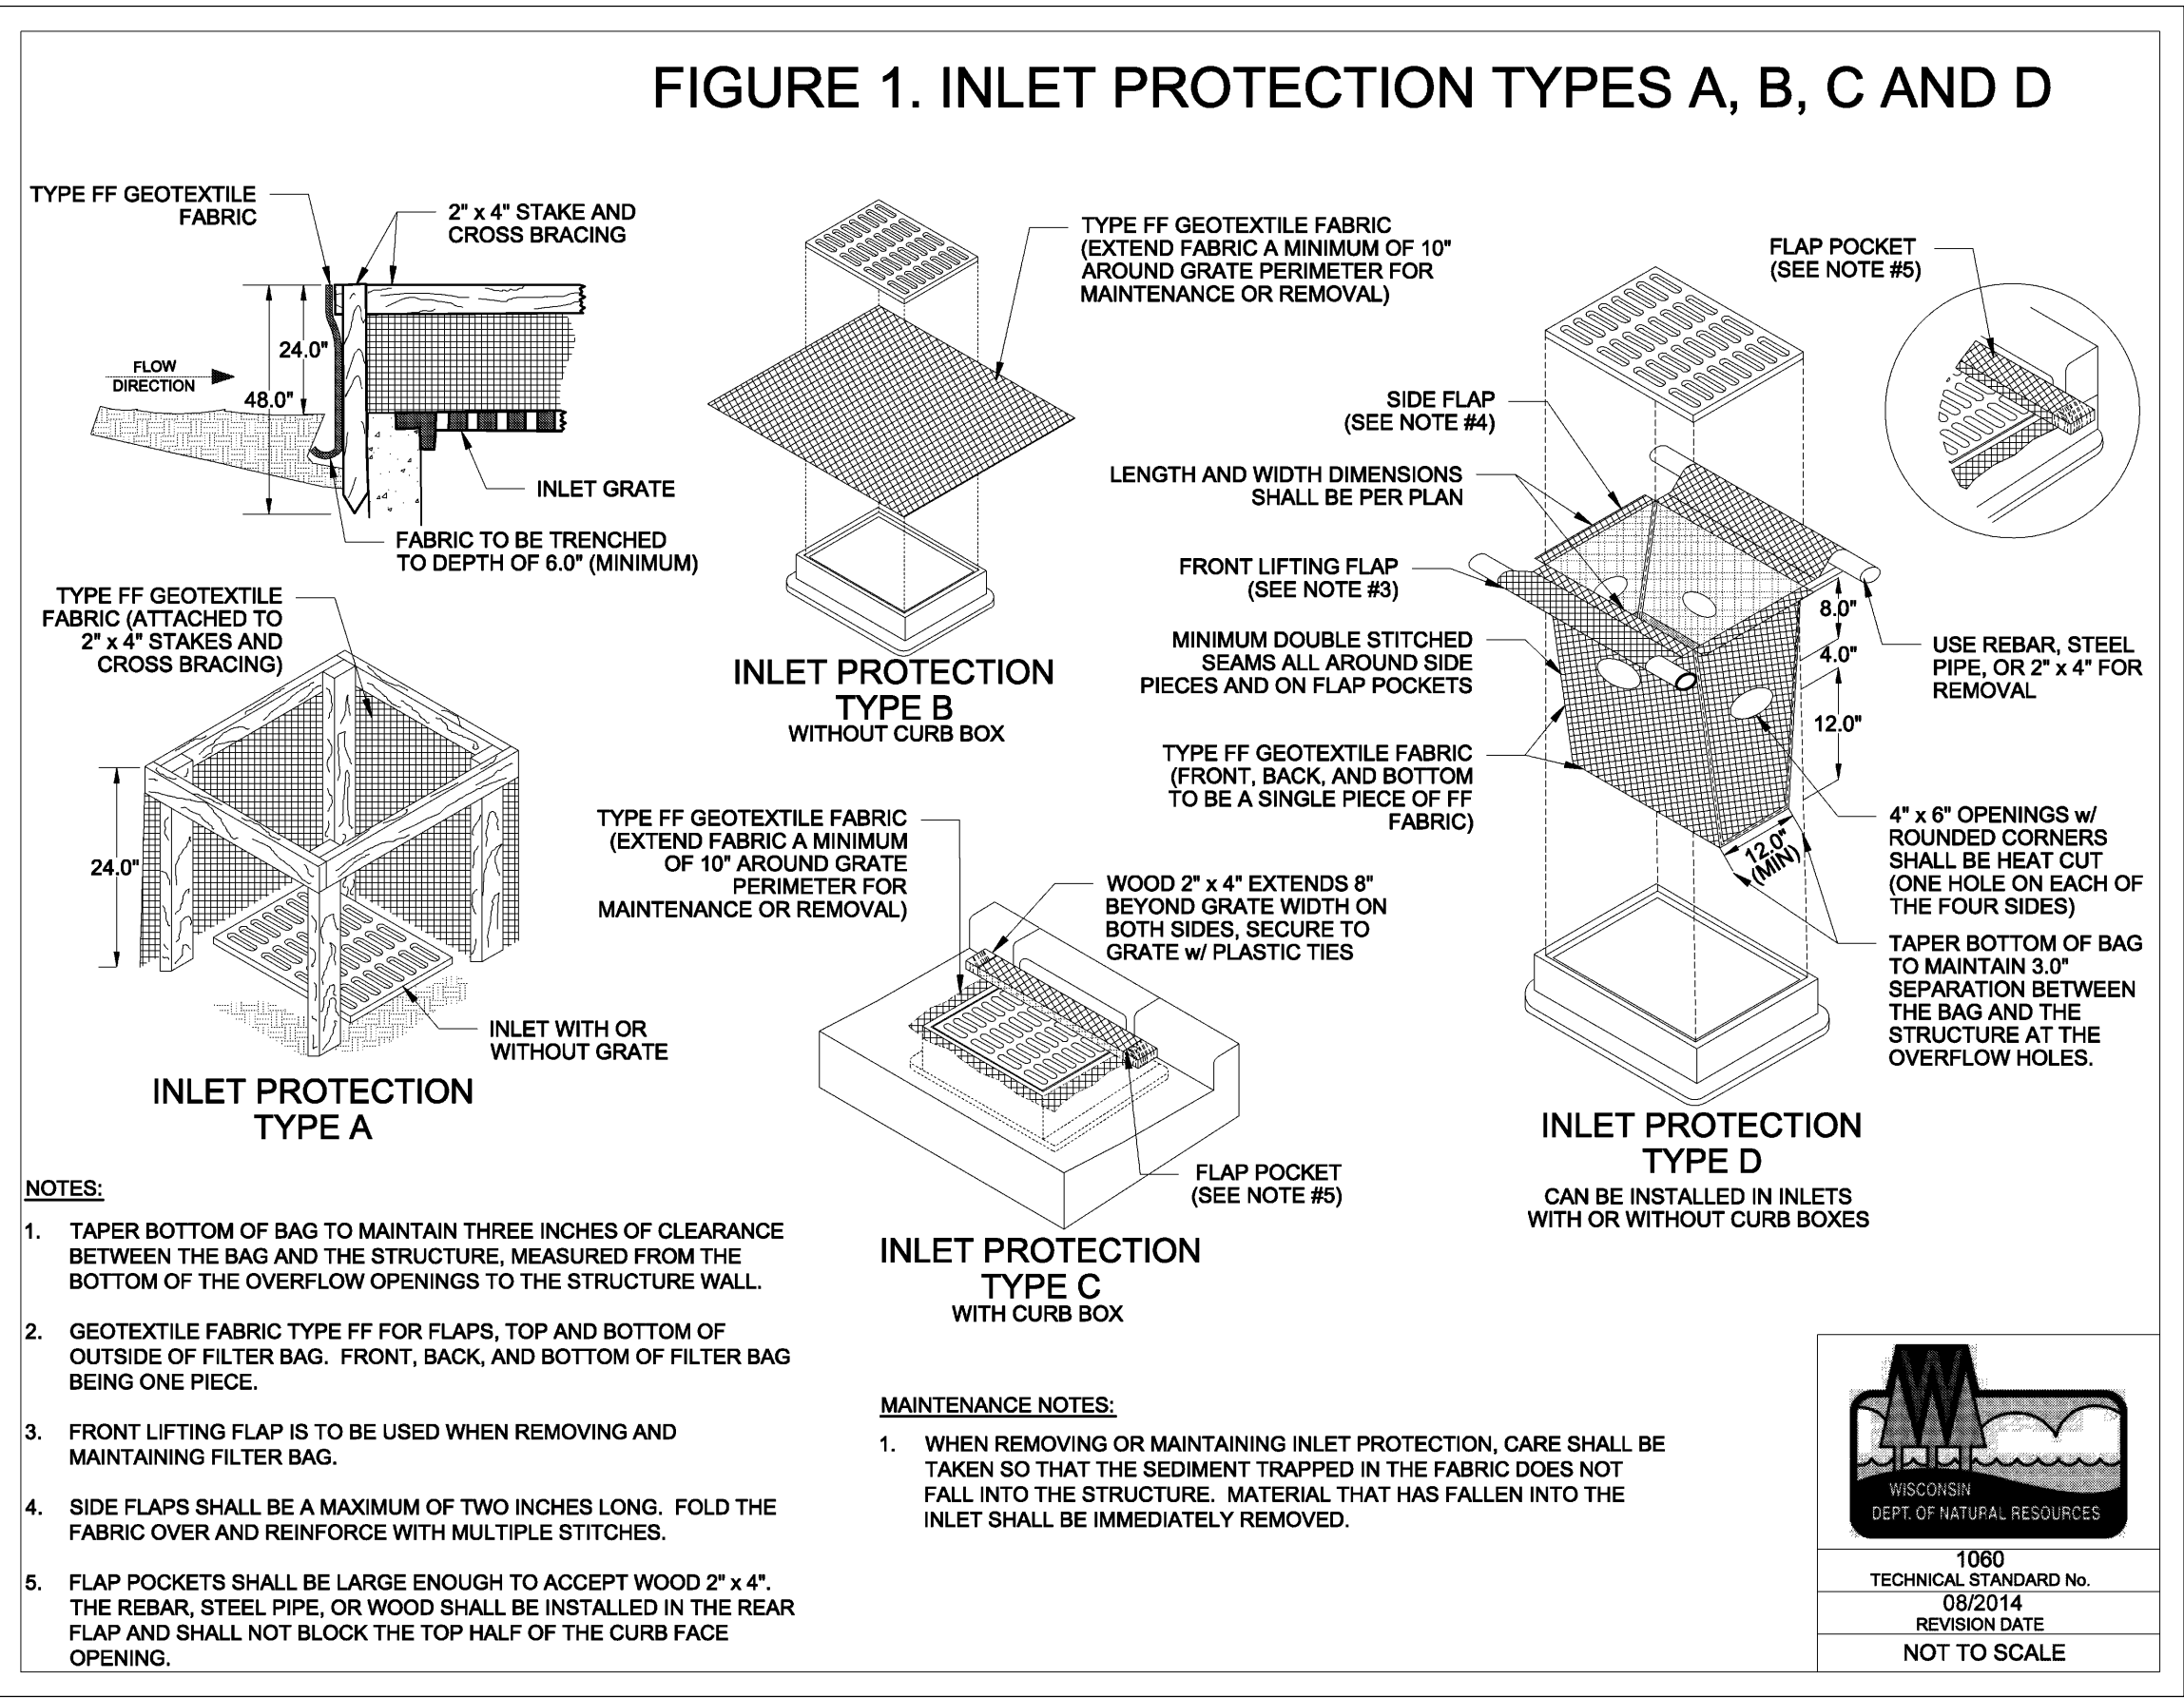 FIGURE 1. INLET PROTECTION TYPES A, B, C AND D
TYPE FF GEOTEXTILE
FABRIC
2" x 4" STAKE AND
CROSS BRACING
24.0"
FLOW
DIRECTION
48.0"
INLET GRATE
FABRIC TO BE TRENCHED
TO DEPTH OF 6.0" (MINIMUM)
TYPE FF GEOTEXTILE
FABRIC (ATTACHED TO
2" x 4" STAKES AND
CROSS BRACING)
24.0"
INLET WITH OR
WITHOUT GRATE
INLET PROTECTION
TYPE A
TYPE FF GEOTEXTILE FABRIC
(EXTEND FABRIC A MINIMUM OF 10"
AROUND GRATE PERIMETER FOR
MAINTENANCE OR REMOVAL)
INLET PROTECTION
TYPE B
WITHOUT CURB BOX
TYPE FF GEOTEXTILE FABRIC
(EXTEND FABRIC A MINIMUM
OF 10" AROUND GRATE
PERIMETER FOR
MAINTENANCE OR REMOVAL)
WOOD 2" x 4" EXTENDS 8"
BEYOND GRATE WIDTH ON
BOTH SIDES, SECURE TO
GRATE w/ PLASTIC TIES
FLAP POCKET
(SEE NOTE #5)
INLET PROTECTION
TYPE C
WITH CURB BOX
FLAP POCKET
(SEE NOTE #5)
SIDE FLAP
(SEE NOTE #4)
LENGTH AND WIDTH DIMENSIONS
SHALL BE PER PLAN
FRONT LIFTING FLAP
(SEE NOTE #3)
MINIMUM DOUBLE STITCHED
SEAMS ALL AROUND SIDE
PIECES AND ON FLAP POCKETS
TYPE FF GEOTEXTILE FABRIC
(FRONT, BACK, AND BOTTOM
TO BE A SINGLE PIECE OF FF
FABRIC)
8.0"
4.0"
12.0"
12.0"
(MIN)
USE REBAR, STEEL
PIPE, OR 2" x 4" FOR
REMOVAL
4" x 6" OPENINGS w/
ROUNDED CORNERS
SHALL BE HEAT CUT
(ONE HOLE ON EACH OF
THE FOUR SIDES)
TAPER BOTTOM OF BAG
TO MAINTAIN 3.0"
SEPARATION BETWEEN
THE BAG AND THE
STRUCTURE AT THE
OVERFLOW HOLES.
INLET PROTECTION
TYPE D
CAN BE INSTALLED IN INLETS
WITH OR WITHOUT CURB BOXES
NOTES:
1. TAPER BOTTOM OF BAG TO MAINTAIN THREE INCHES OF CLEARANCE
BETWEEN THE BAG AND THE STRUCTURE, MEASURED FROM THE
BOTTOM OF THE OVERFLOW OPENINGS TO THE STRUCTURE WALL.
2. GEOTEXTILE FABRIC TYPE FF FOR FLAPS, TOP AND BOTTOM OF
OUTSIDE OF FILTER BAG. FRONT, BACK, AND BOTTOM OF FILTER BAG
BEING ONE PIECE.
3. FRONT LIFTING FLAP IS TO BE USED WHEN REMOVING AND
MAINTAINING FILTER BAG.
4. SIDE FLAPS SHALL BE A MAXIMUM OF TWO INCHES LONG. FOLD THE
FABRIC OVER AND REINFORCE WITH MULTIPLE STITCHES.
5. FLAP POCKETS SHALL BE LARGE ENOUGH TO ACCEPT WOOD 2" x 4".
THE REBAR, STEEL PIPE, OR WOOD SHALL BE INSTALLED IN THE REAR
FLAP AND SHALL NOT BLOCK THE TOP HALF OF THE CURB FACE
OPENING.
MAINTENANCE NOTES:
1. WHEN REMOVING OR MAINTAINING INLET PROTECTION, CARE SHALL BE
TAKEN SO THAT THE SEDIMENT TRAPPED IN THE FABRIC DOES NOT
FALL INTO THE STRUCTURE. MATERIAL THAT HAS FALLEN INTO THE
INLET SHALL BE IMMEDIATELY REMOVED.
WISCONSIN
DEPT. OF NATURAL RESOURCES
1060
TECHNICAL STANDARD No.
08/2014
REVISION DATE
NOT TO SCALE